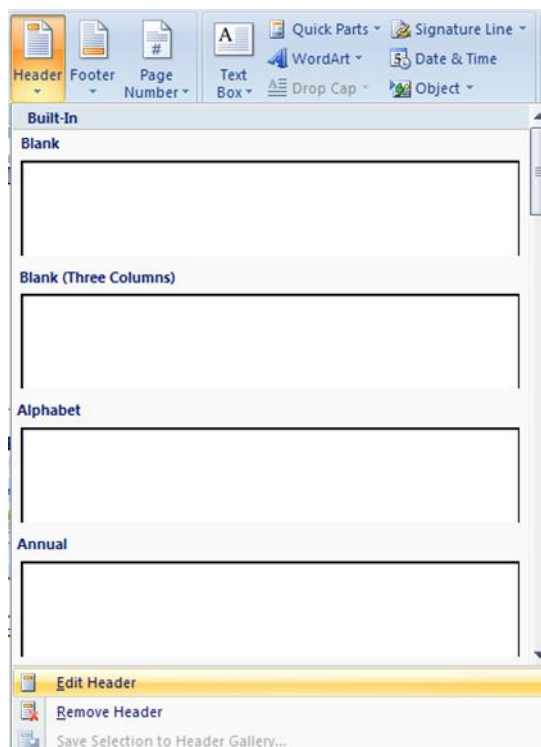 Quick Parts Signature Line
A WordArt 5 Date & Time
Header Footer Page Number # Text Box A Drop Cap Object
Built-In
Blank
Blank (Three Columns)
Alphabet
Annual
Edit Header
Remove Header
Save Selection to Header Gallery...